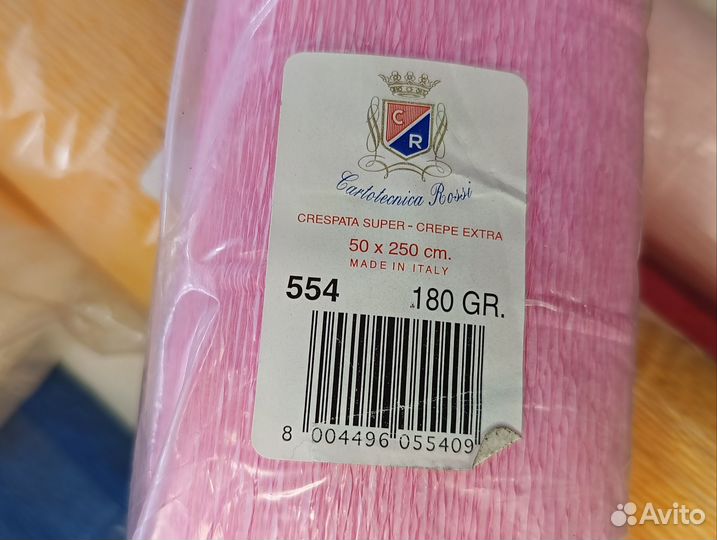 C
R
Cartotecnica Rossi
CRESPATA SUPER - CREPE EXTRA
50 x 250 cm.
MADE IN ITALY
554 180 GR.
8 004496 055409
Avito